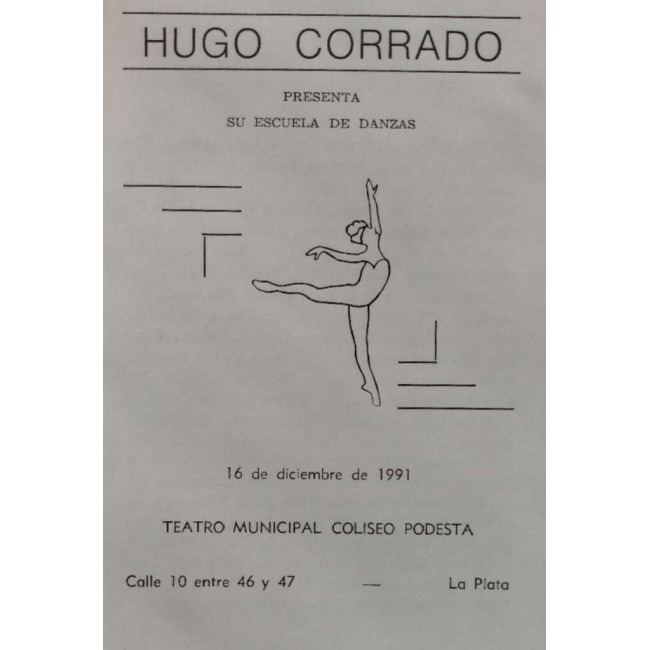 HUGO CORRADO
PRESENTA
SU ESCUELA DE DANZAS
16 de diciembre de 1991
TEATRO MUNICIPAL COLISEO PODESTA
Calle 10 entre 46 y 47 — La Plata